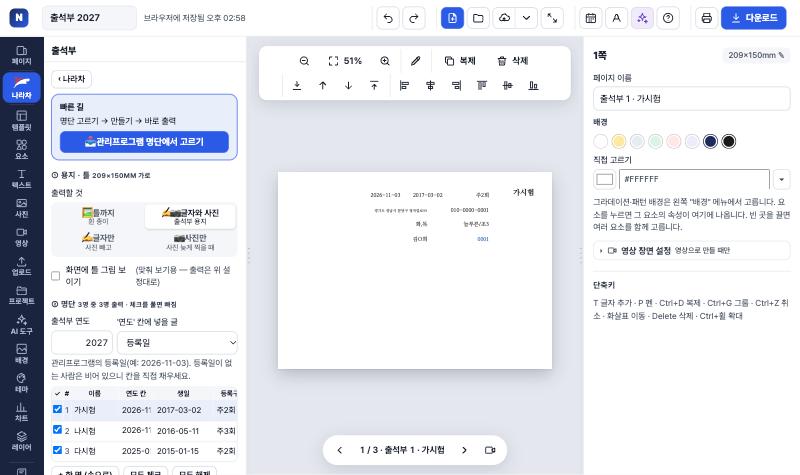 N
출석부 2027
브라우저에 저장됨 오후 02:58
다운로드
페이지
나라차
템플릿
요소
텍스트
사진
영상
업로드
프로젝트
AI 도구
배경
테마
차트
레이어
출석부
‹ 나라차
빠른 길
명단 고르기 → 만들기 → 바로 출력
관리프로그램 명단에서 고르기
① 용지 · 틀 209×150MM 가로
출력할 것
틀까지
흰 종이
글자와 사진
출석부 용지
글자만
사진 빼고
사진만
사진 늦게 찍을 때
화면에 틀 그림 보이기
(맞춰 보기용 — 출력은 위 설정대로)
② 명단 3명 중 3명 출력 · 체크를 풀면 빠짐
출석부 연도
'연도' 칸에 넣을 글
2027
등록일
관리프로그램의 등록일(예: 2026-11-03). 등록일이 없는 사람은 비어 있으니 칸을 직접 채우세요.
✓ # 이름 연도 칸 생일 등록구
1 가시험 2026-11 2017-03-02 주2회
2 나시험 2026-11 2016-05-11 주3회
3 다시험 2025-0 2015-01-15 주2회
51%
복제
삭제
2026-11-03 2017-03-02 주2회 가시험
010-0000-0001
화,목 늘푸른/초3
김O희 0001
1 / 3 · 출석부 1 · 가시험
1쪽
209×150mm
페이지 이름
출석부 1 · 가시험
배경
직접 고르기
#FFFFFF
그라데이션·패턴 배경은 왼쪽 "배경" 메뉴에서 고릅니다. 요소를 누르면 그 요소의 속성이 여기에 나옵니다. 빈 곳을 끌면 여러 요소를 함께 고릅니다.
영상 장면 설정 영상으로 만들 때만
단축키
T 글자 추가 · P 펜 · Ctrl+D 복제 · Ctrl+G 그룹 · Ctrl+Z 취소 · 화살표 이동 · Delete 삭제 · Ctrl+휠 확대